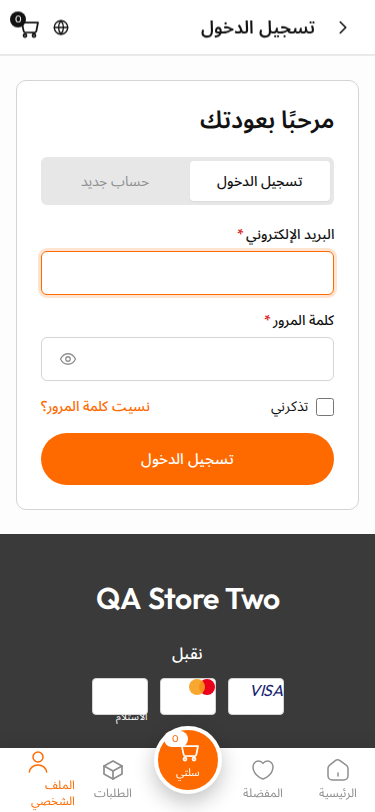 تسجيل الدخول
0
مرحبًا بعودتك
تسجيل الدخول
حساب جديد
البريد الإلكتروني *
كلمة المرور *
تذكرني
نسيت كلمة المرور؟
تسجيل الدخول
QA Store Two
نقبل
VISA
الاستلام
الرئيسية
المفضلة
0
سلتي
الطلبات
الملف
الشخصي